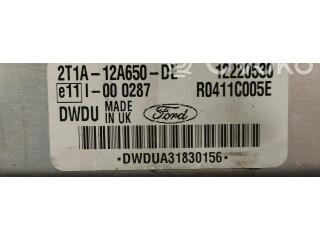 2T1A-12A650-DE 12220530
e11 I-00 0287 R0411C005E
DWDU MADE IN UK Ford
*DWDUA31830156*